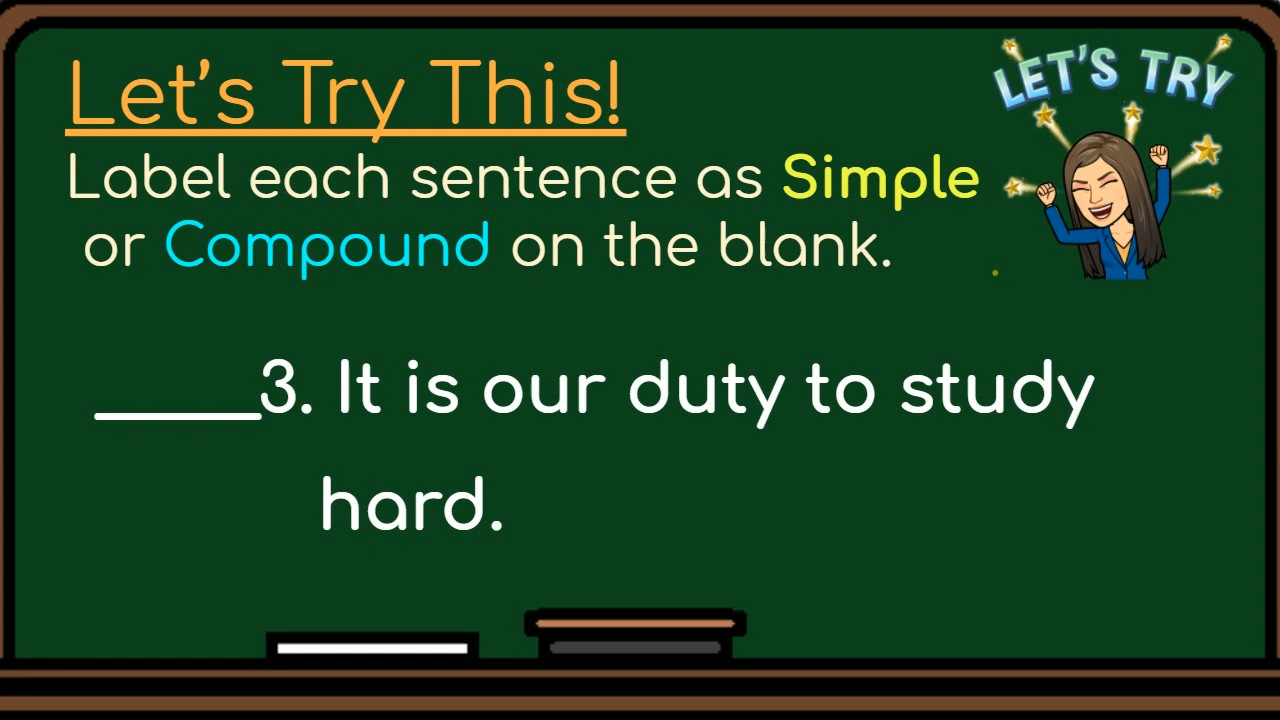 Let's Try This!
LET'S TRY
Label each sentence as Simple
or Compound on the blank.
_____3. It is our duty to study
hard.